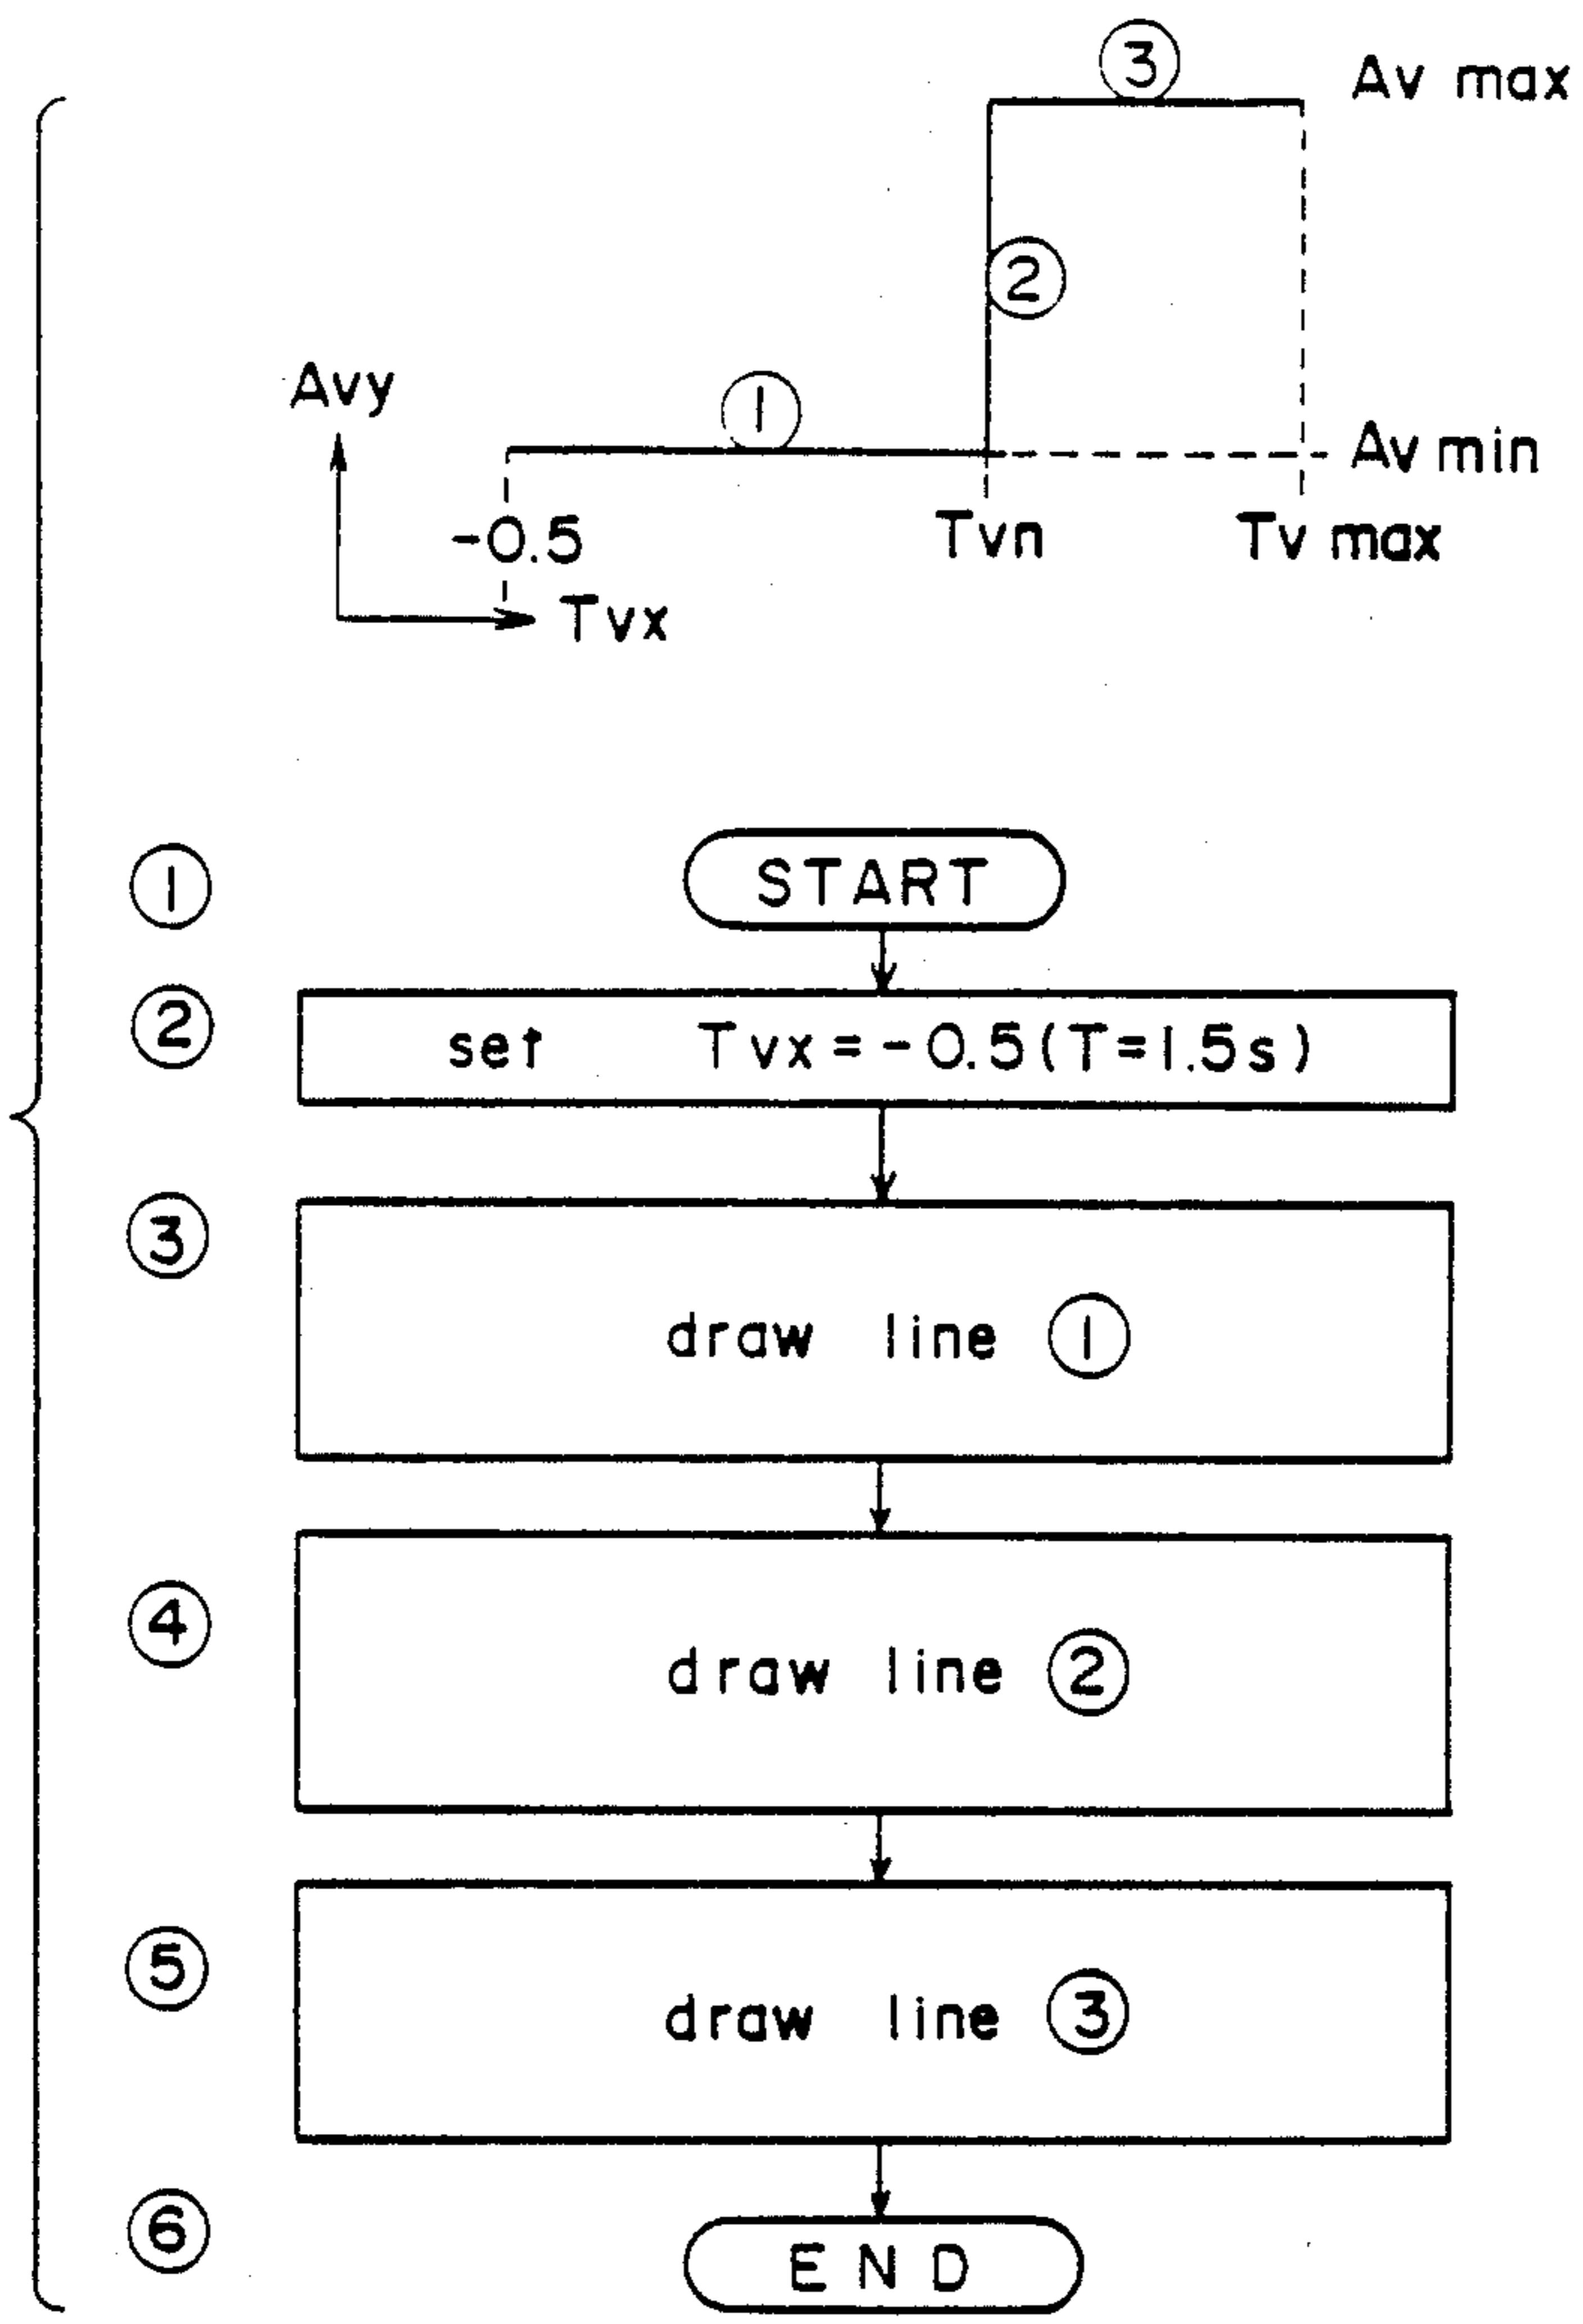 ③
Av max
②
Avy
①
Av min
-0.5
Tvn
Tv max
Tvx
①
START
②
set Tvx=-0.5(T=1.5s)
③
draw line ①
④
draw line ②
⑤
draw line ③
⑥
END